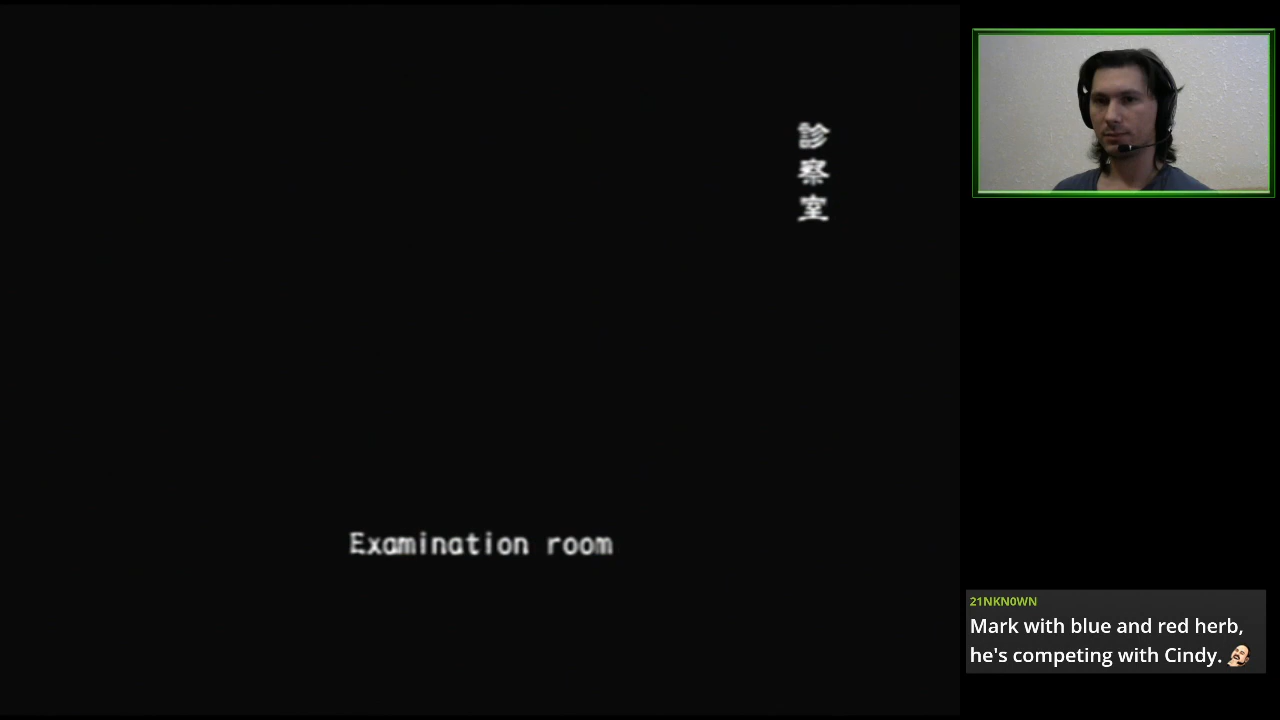 診察室
Examination room
21NKN0WN
Mark with blue and red herb,
he's competing with Cindy.